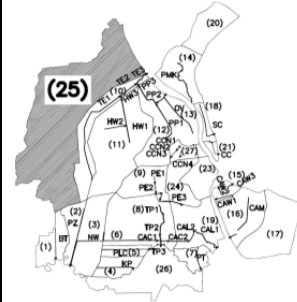 (20)
(14)
PMK
TE2 TE3
(10)
HW3
PP3
PP2
(25)
TE1
DV
(13)
(18)
PP1
HW2
HW1
(12)
SC
(11)
CCN1
CCN2
CCN3
(27)
(21)
CC
CCN4
(23)
(9)
PE1
(15)
CAW3
PE2
(24)
CAW1
PE3
(16)
CAM
(2)
PZ
(3)
(8)
TP1
(19)
(17)
(1)
BT
NW
(6)
TP2
CAL2
CAL1
CAC1
CAC2
PLC
(5)
TP3
(7)
PT
KP
(4)
(26)